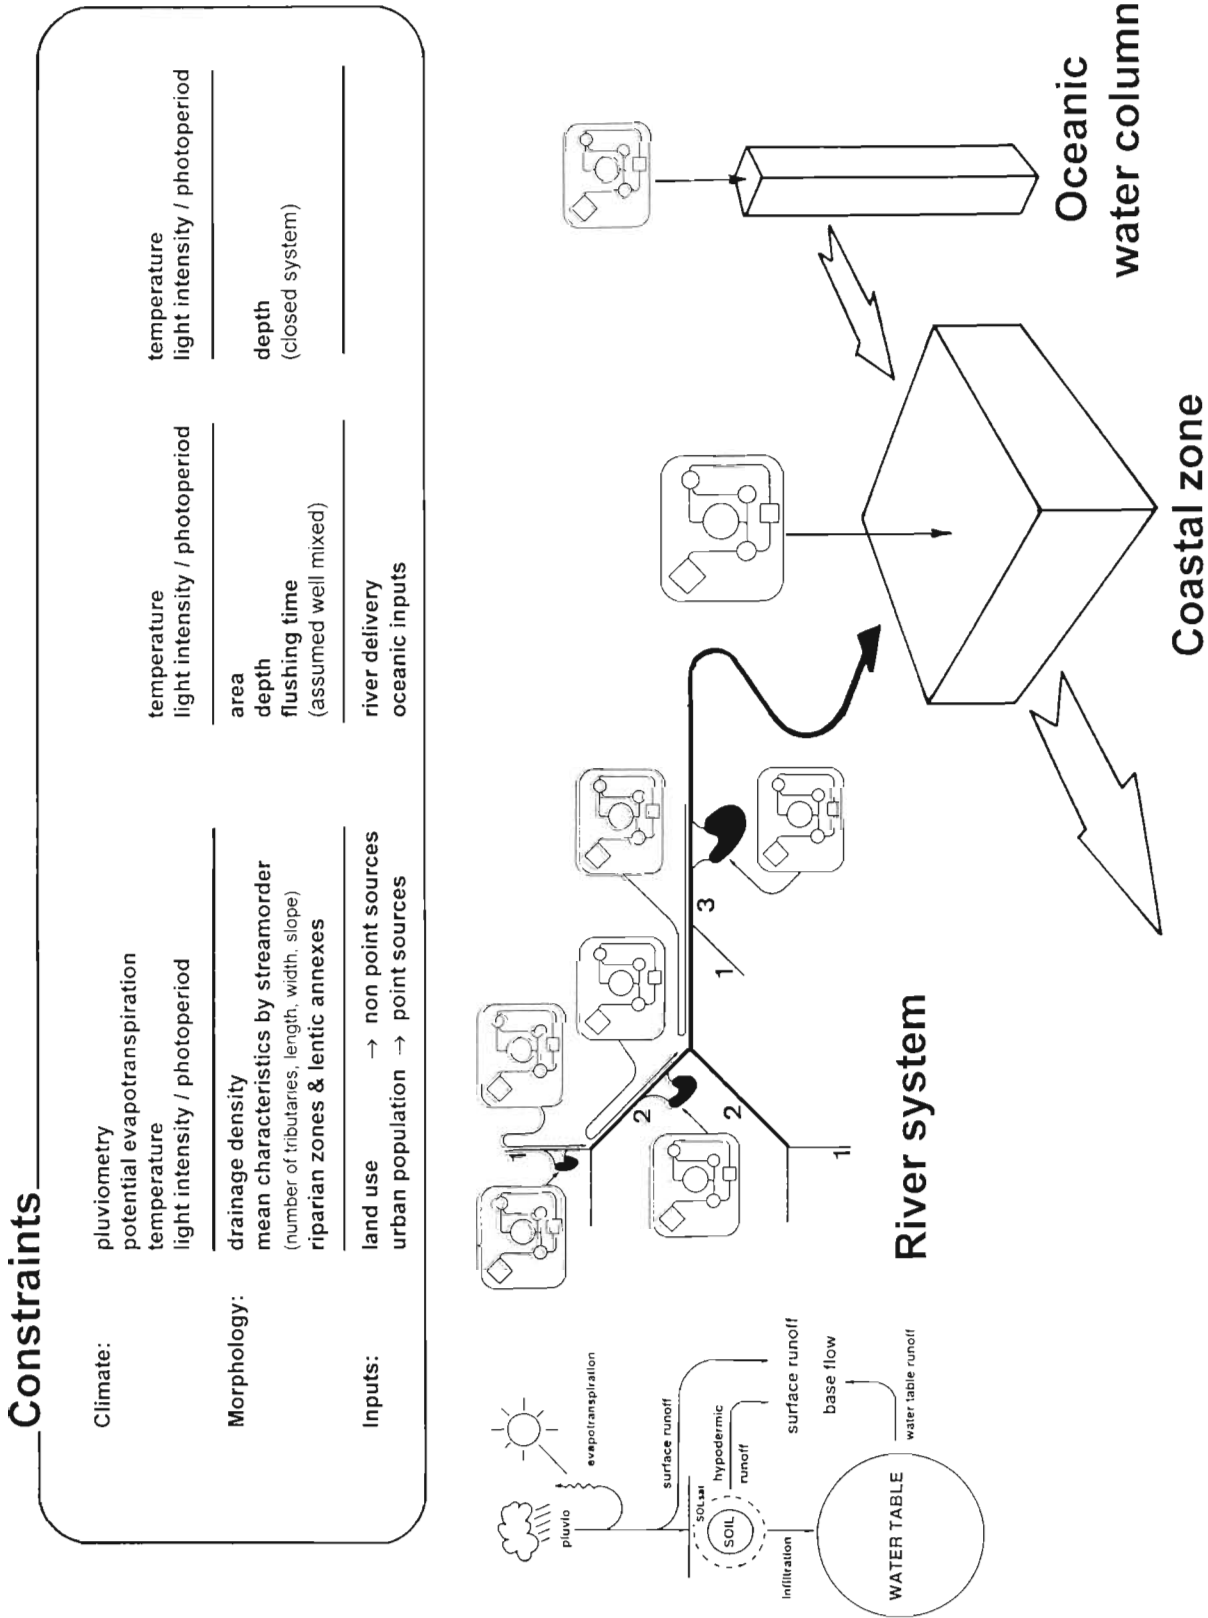 Constraints
Climate:
pluviometry
potential evapotranspiration
temperature
light intensity / photoperiod
temperature
light intensity / photoperiod
temperature
light intensity / photoperiod
Morphology:
drainage density
mean characteristics by streamorder
(number of tributaries, length, width, slope)
riparian zones & lentic annexes
area
depth
flushing time
(assumed well mixed)
depth
(closed system)
Inputs:
land use → non point sources
urban population → point sources
river delivery
oceanic inputs
pluvio
evapotranspiration
surface runoff
SOLsat
SOIL
hypodermic
runoff
Infiltration
WATER TABLE
surface runoff
base flow
water table runoff
1
2
2
1
3
1
River system
Coastal zone
Oceanic
water column